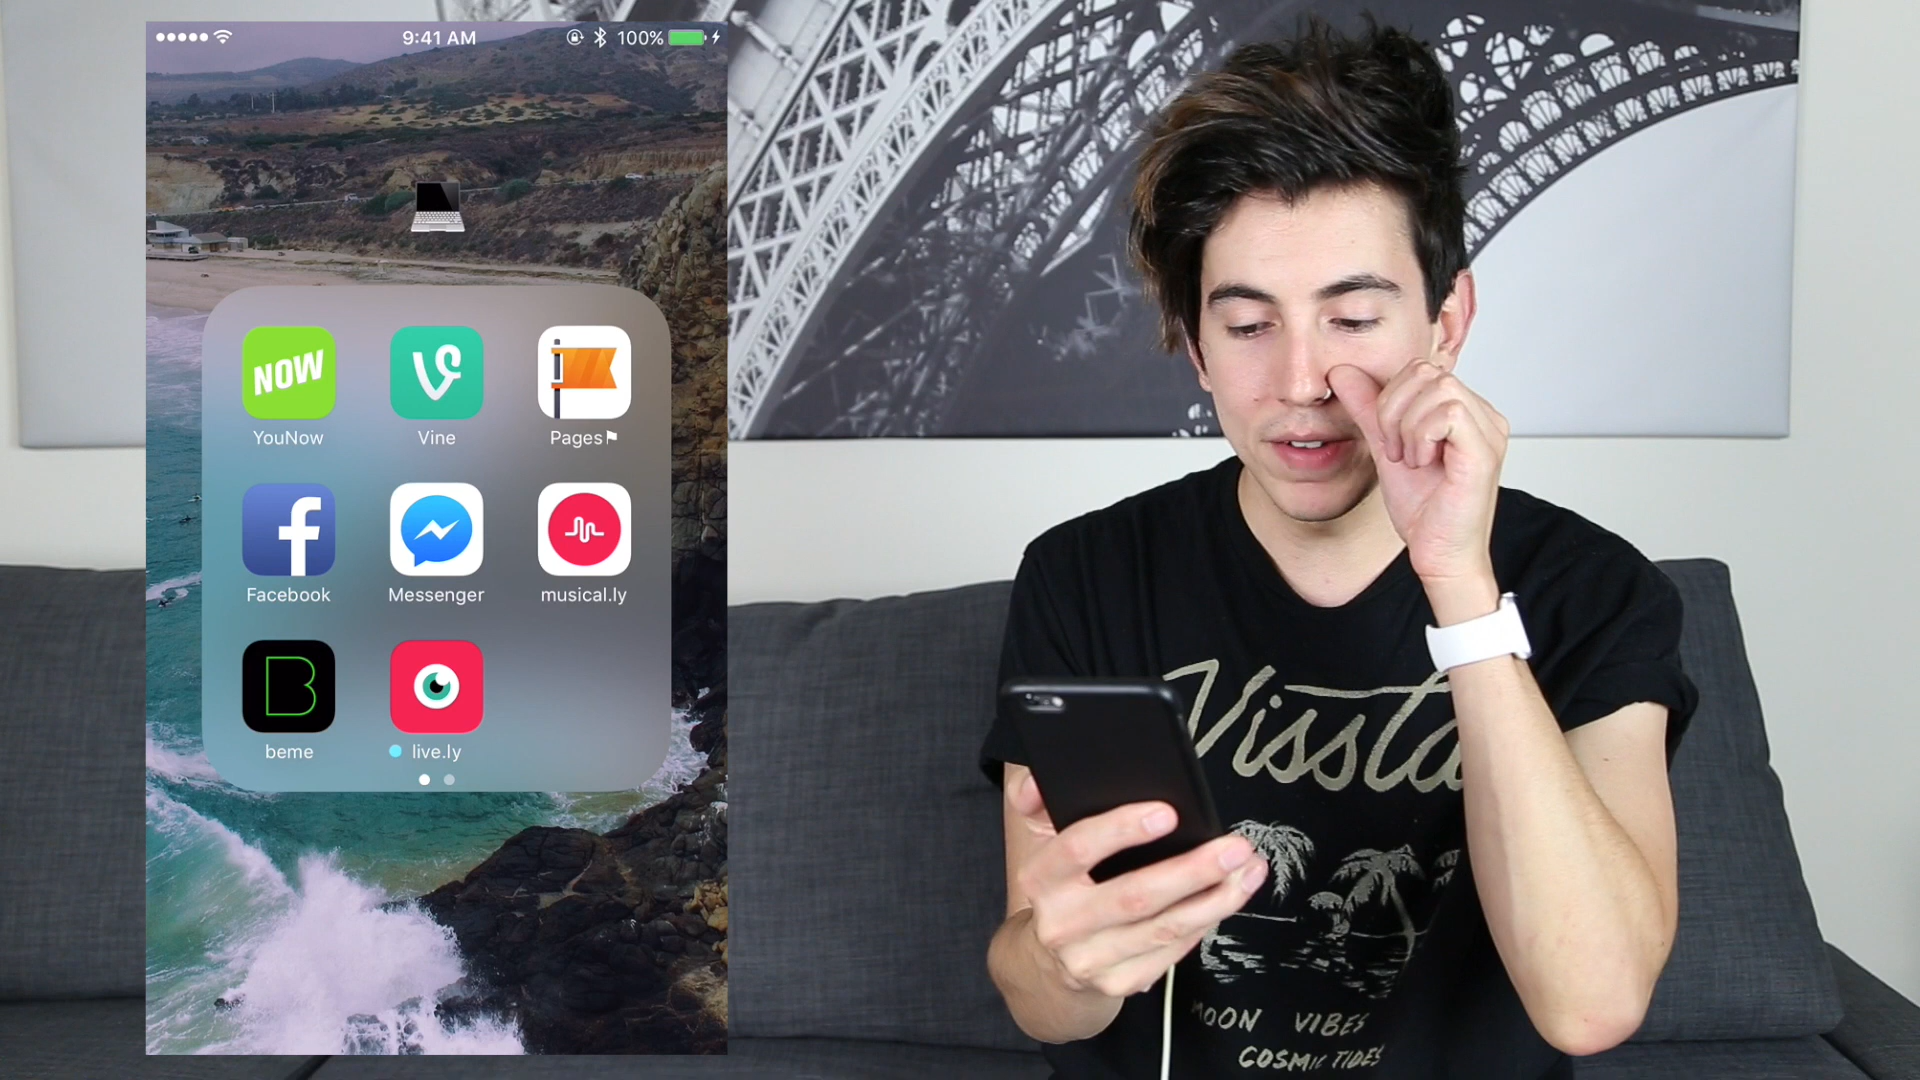 9:41 AM
100%
NOW
YouNow
Vine
Pages
Facebook
Messenger
musical.ly
beme
live.ly
Vissla
MOON VIBES
COSMIC TIDES